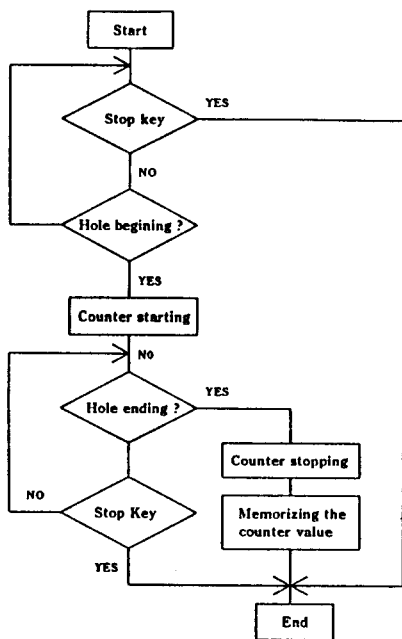 Start
Stop key
YES
NO
Hole begining ?
YES
Counter starting
NO
Hole ending ?
YES
Counter stopping
NO
Stop Key
Memorizing the
counter value
YES
End